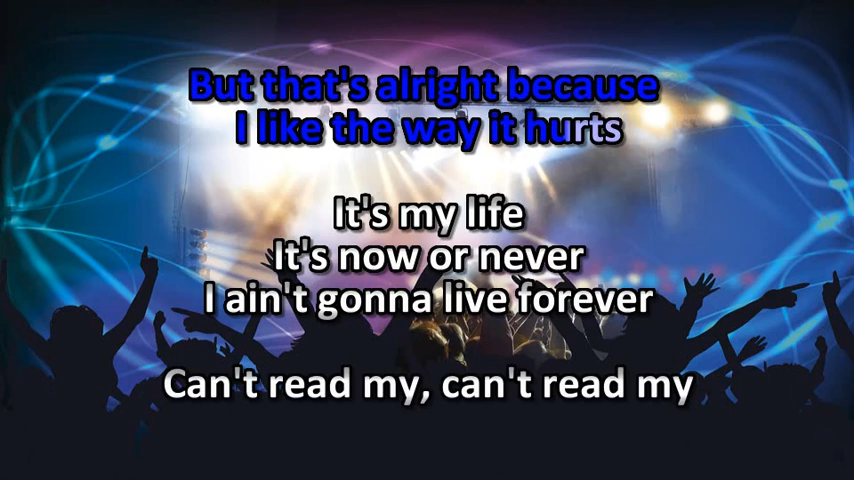 But that's alright because
I like the way it hurts
It's my life
It's now or never
I ain't gonna live forever
Can't read my, can't read my